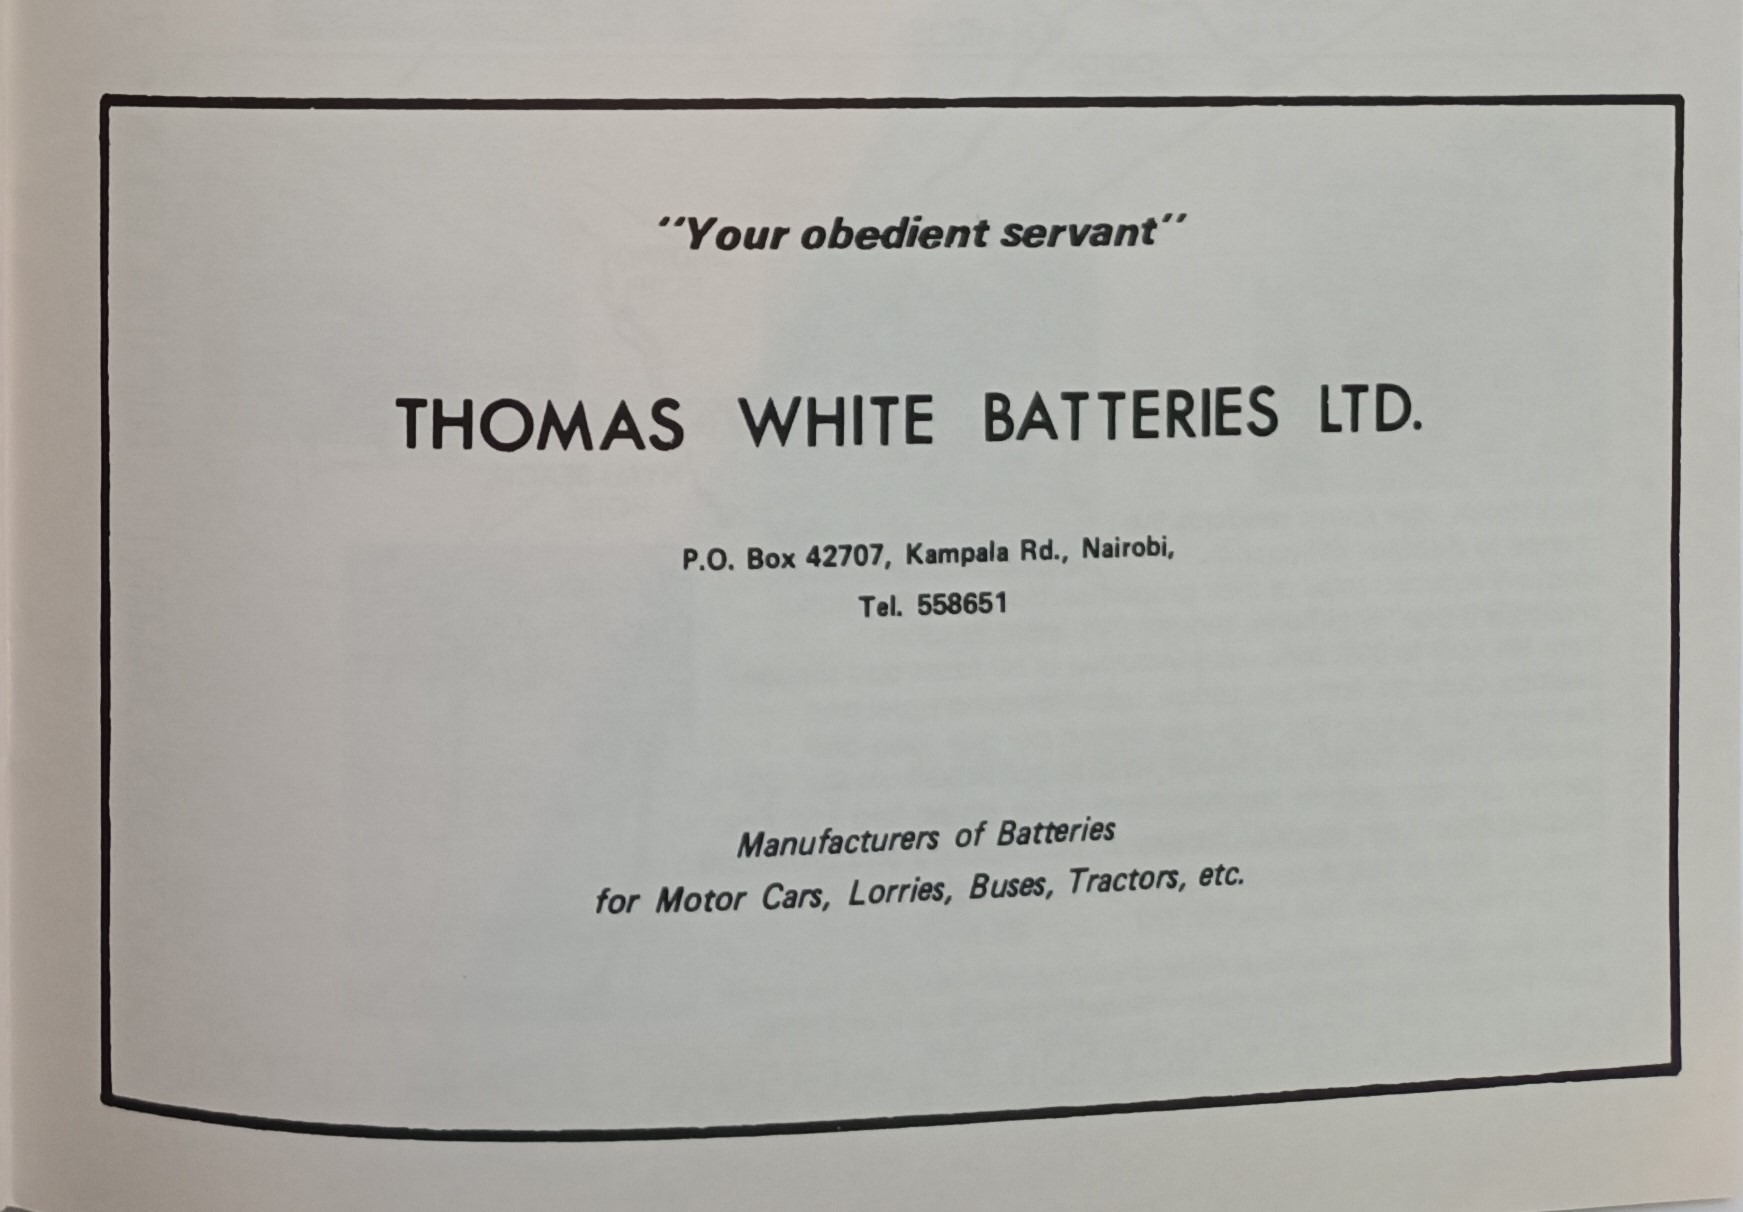 "Your obedient servant"
THOMAS WHITE BATTERIES LTD.
P.O. Box 42707, Kampala Rd., Nairobi,
Tel. 558651
Manufacturers of Batteries
for Motor Cars, Lorries, Buses, Tractors, etc.